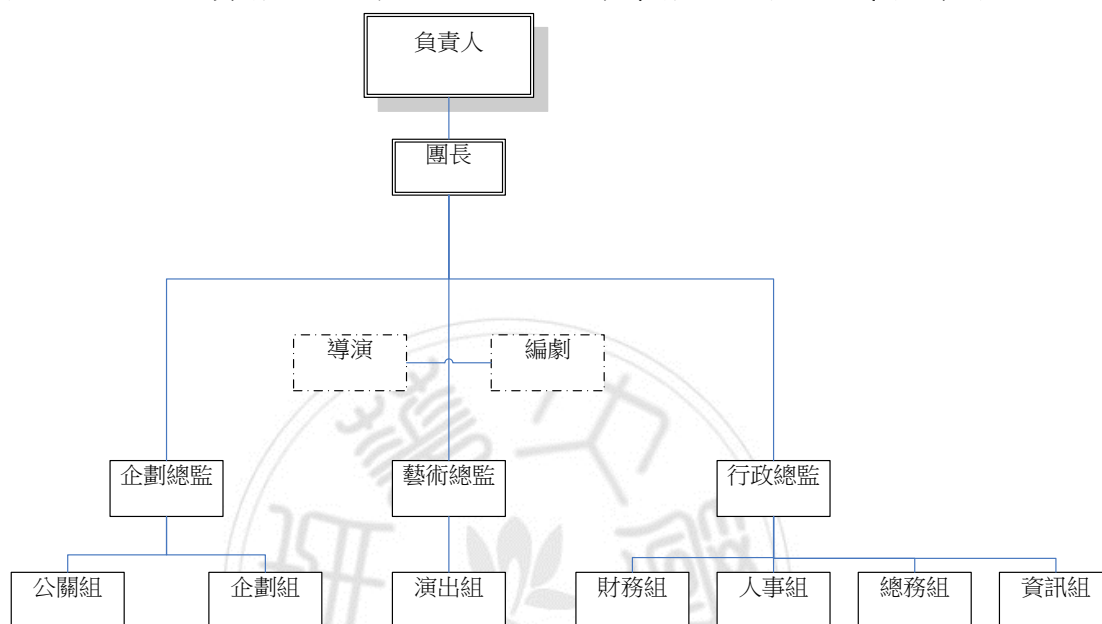 負責人
團長
導演
編劇
企劃總監
藝術總監
行政總監
公關組
企劃組
演出組
財務組
人事組
總務組
資訊組